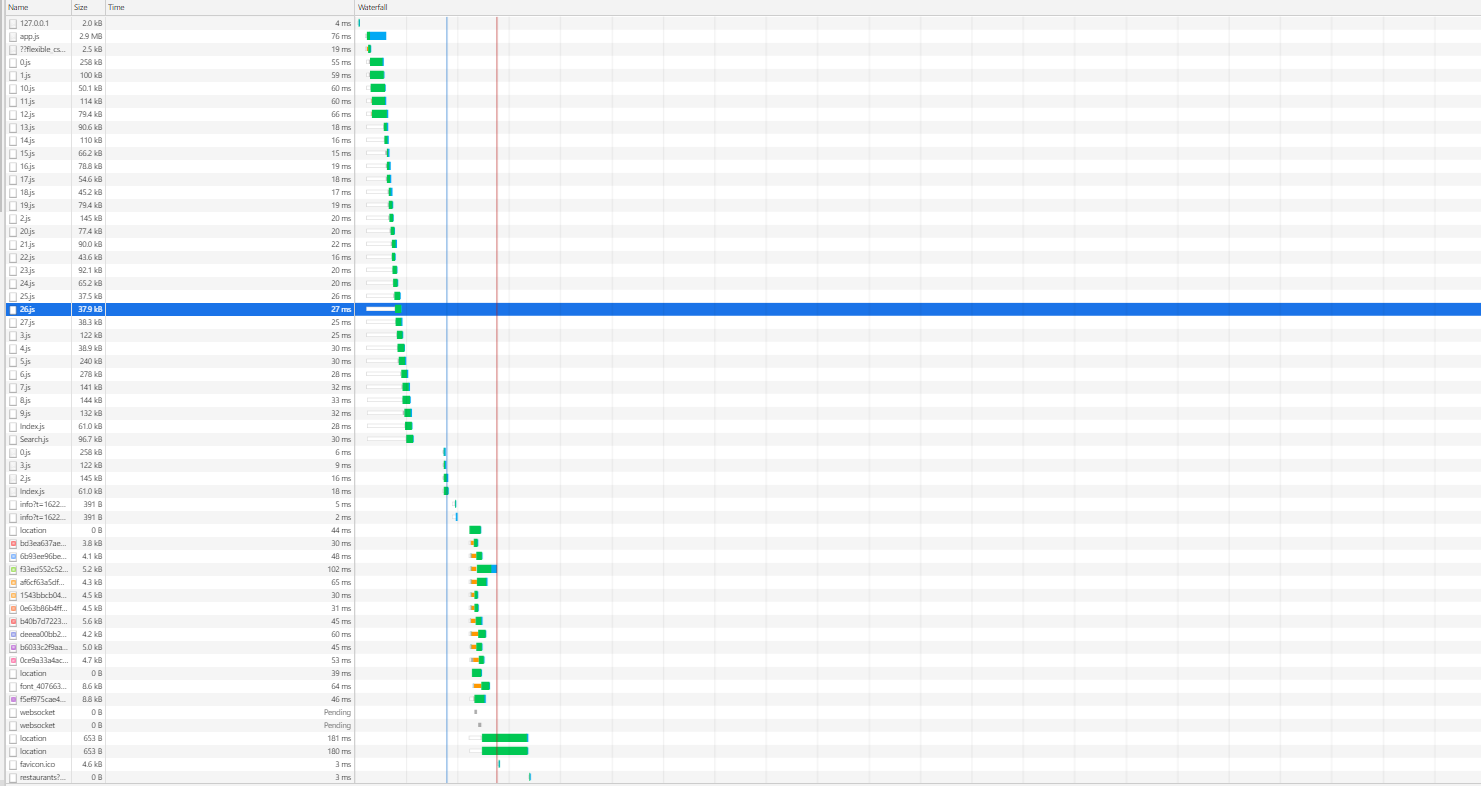 Name Size Time Waterfall
127.0.0.1 2.0 kB 4 ms
app.js 2.9 MB 76 ms
??flexible_cs... 2.5 kB 19 ms
0.js 258 kB 55 ms
1.js 100 kB 59 ms
10.js 50.1 kB 60 ms
11.js 114 kB 60 ms
12.js 79.4 kB 66 ms
13.js 90.6 kB 18 ms
14.js 110 kB 16 ms
15.js 66.2 kB 15 ms
16.js 78.8 kB 19 ms
17.js 54.6 kB 18 ms
18.js 45.2 kB 17 ms
19.js 79.4 kB 19 ms
2.js 145 kB 20 ms
20.js 77.4 kB 19 ms
21.js 90.0 kB 22 ms
22.js 43.6 kB 16 ms
23.js 92.1 kB 20 ms
24.js 65.2 kB 20 ms
25.js 37.5 kB 26 ms
26.js 37.9 kB 27 ms
27.js 38.3 kB 25 ms
3.js 122 kB 25 ms
4.js 38.9 kB 30 ms
5.js 240 kB 30 ms
6.js 278 kB 28 ms
7.js 141 kB 32 ms
8.js 144 kB 33 ms
9.js 132 kB 32 ms
Index.js 61.0 kB 28 ms
Search.js 96.7 kB 30 ms
0.js 258 kB 6 ms
3.js 122 kB 9 ms
2.js 145 kB 16 ms
Index.js 61.0 kB 18 ms
info?t=1622... 391 B 5 ms
info?t=1622... 391 B 2 ms
location 0 B 44 ms
bd3ea637ae... 3.8 kB 30 ms
6b93ee96be... 4.1 kB 48 ms
f33ed552c52... 5.2 kB 102 ms
af6cf63a5df... 4.3 kB 65 ms
1543bbcb04... 4.5 kB 30 ms
0e63b86b4ff... 4.5 kB 31 ms
b40b7d7223... 5.6 kB 45 ms
deeea00bb2... 4.2 kB 60 ms
b6033c2f9aa... 5.0 kB 45 ms
0ce9a33a4ac... 4.7 kB 53 ms
location 0 B 39 ms
font_407663... 8.6 kB 64 ms
f5ef975cae4... 8.8 kB 46 ms
websocket 0 B Pending
websocket 0 B Pending
location 653 B 181 ms
location 653 B 180 ms
favicon.ico 4.6 kB 3 ms
restaurants?... 0 B 3 ms